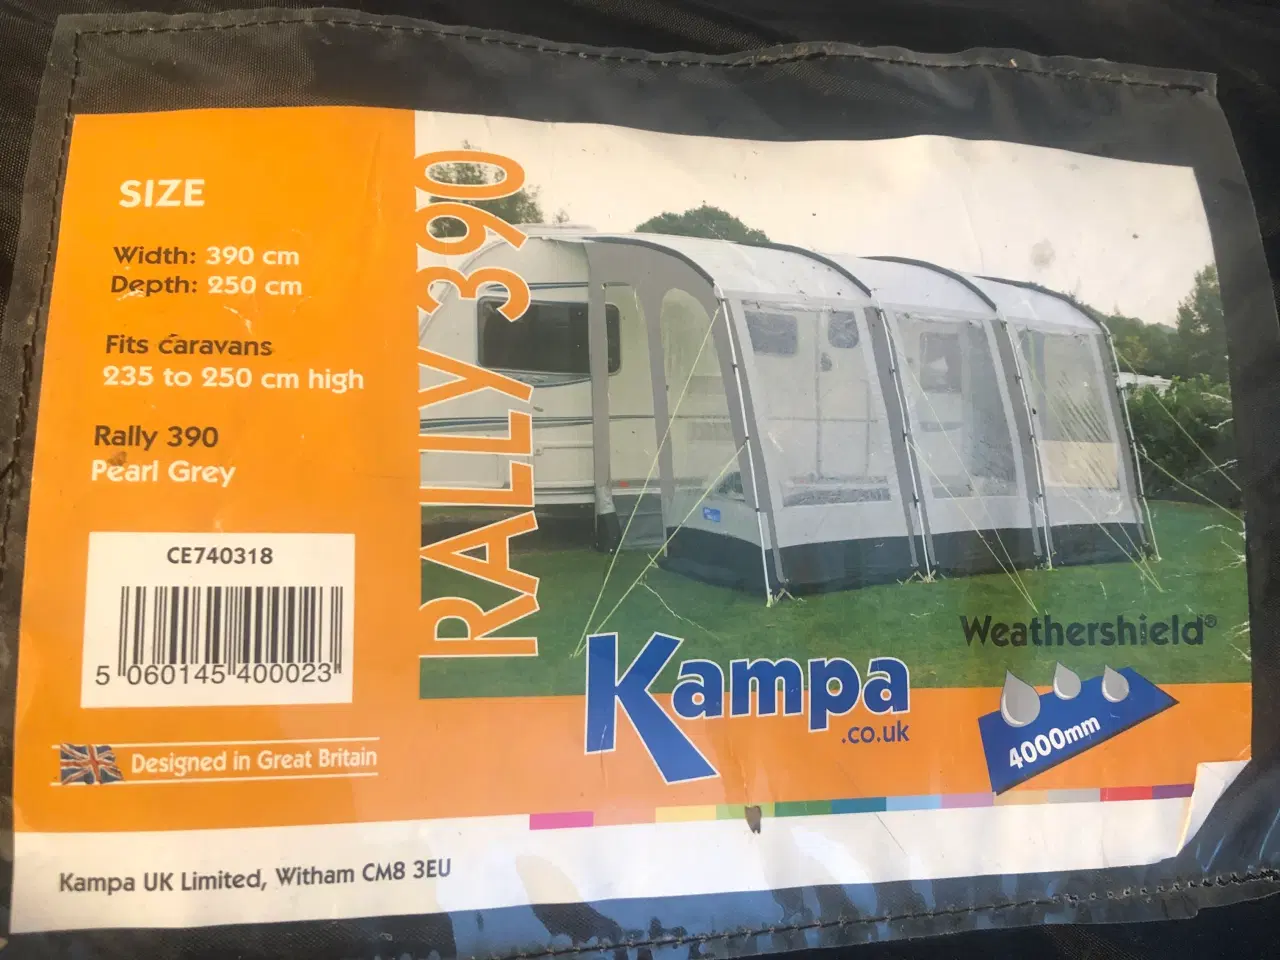 SIZE
Width: 390 cm
Depth: 250 cm
Fits Caravans
235 to 250 cm high
Rally 390
Pearl Grey
CE740318
5 060145 400023
Designed in Great Britain
Kampa UK Limited, Witham CM8 3EU
RALLY 390
Kampa
.co.uk
Weathershield®
4000mm